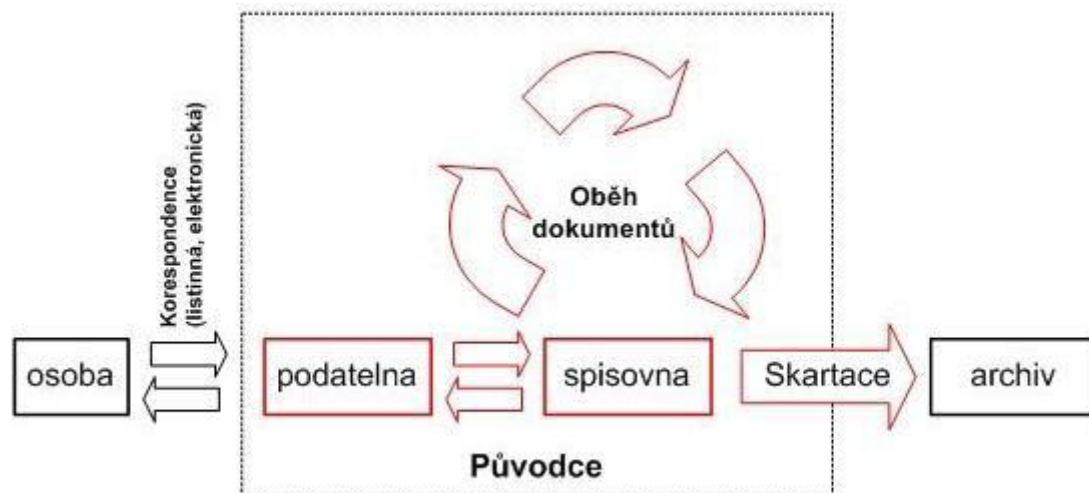 Korespondence
(listinná, elektronická)
Oběh
dokumentů
osoba
podatelna
spisovna
Skartace
archiv
Původce